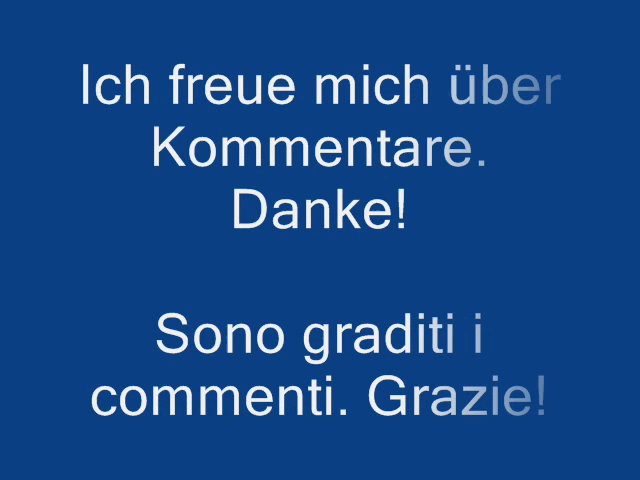 Ich freue mich über
Kommentare.
Danke!
Sono graditi i
commenti. Grazie!